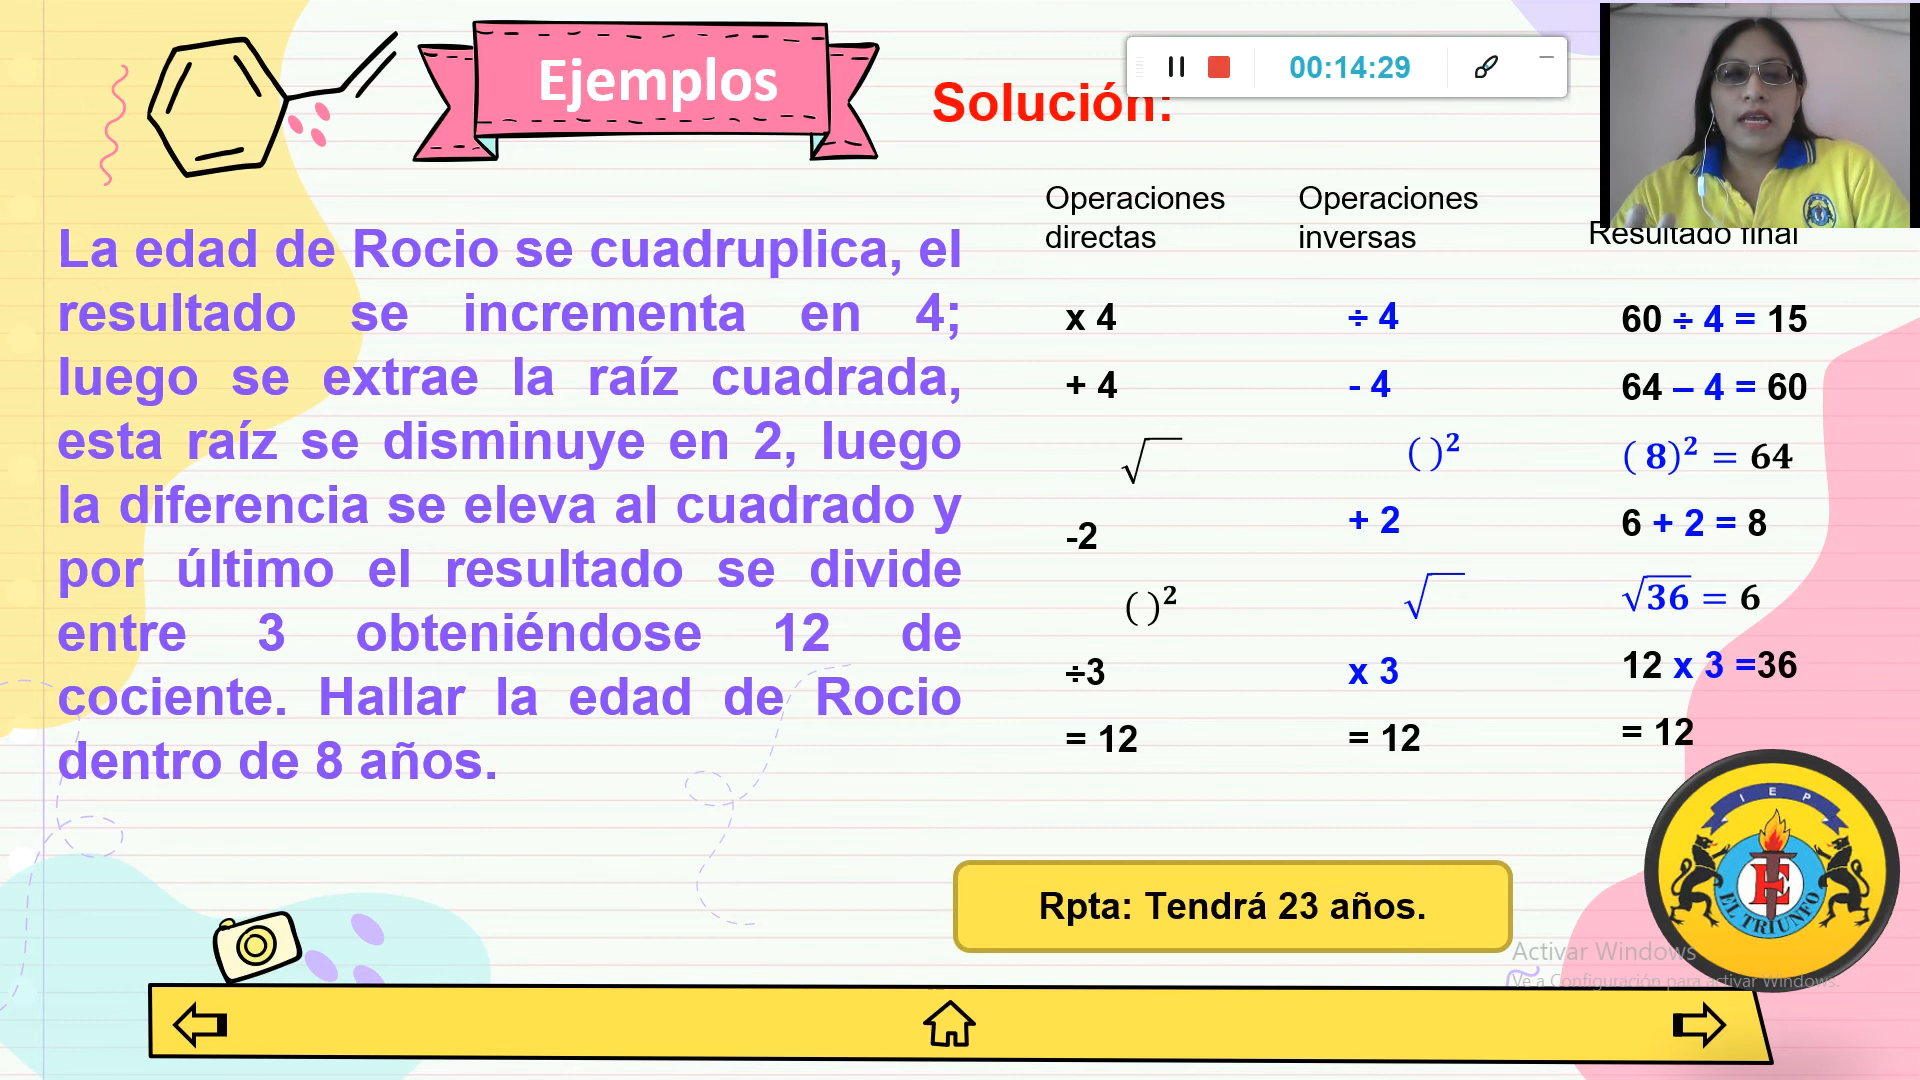 Ejemplos
00:14:29
Solución:
La edad de Rocio se cuadruplica, el
resultado se incrementa en 4;
luego se extrae la raíz cuadrada,
esta raíz se disminuye en 2, luego
la diferencia se eleva al cuadrado y
por último el resultado se divide
entre 3 obteniéndose 12 de
cociente. Hallar la edad de Rocio
dentro de 8 años.
Operaciones
directas
x 4
+ 4
√
-2
( )²
÷3
= 12
Operaciones
inversas
÷ 4
- 4
( )²
+ 2
√
x 3
= 12
Resultado final
60 ÷ 4 = 15
64 – 4 = 60
( 8)² = 64
6 + 2 = 8
√36 = 6
12 x 3 =36
= 12
Rpta: Tendrá 23 años.
I E P
E
EL TRIUNFO
Activar Windows
Ve a Configuración para activar Windows.